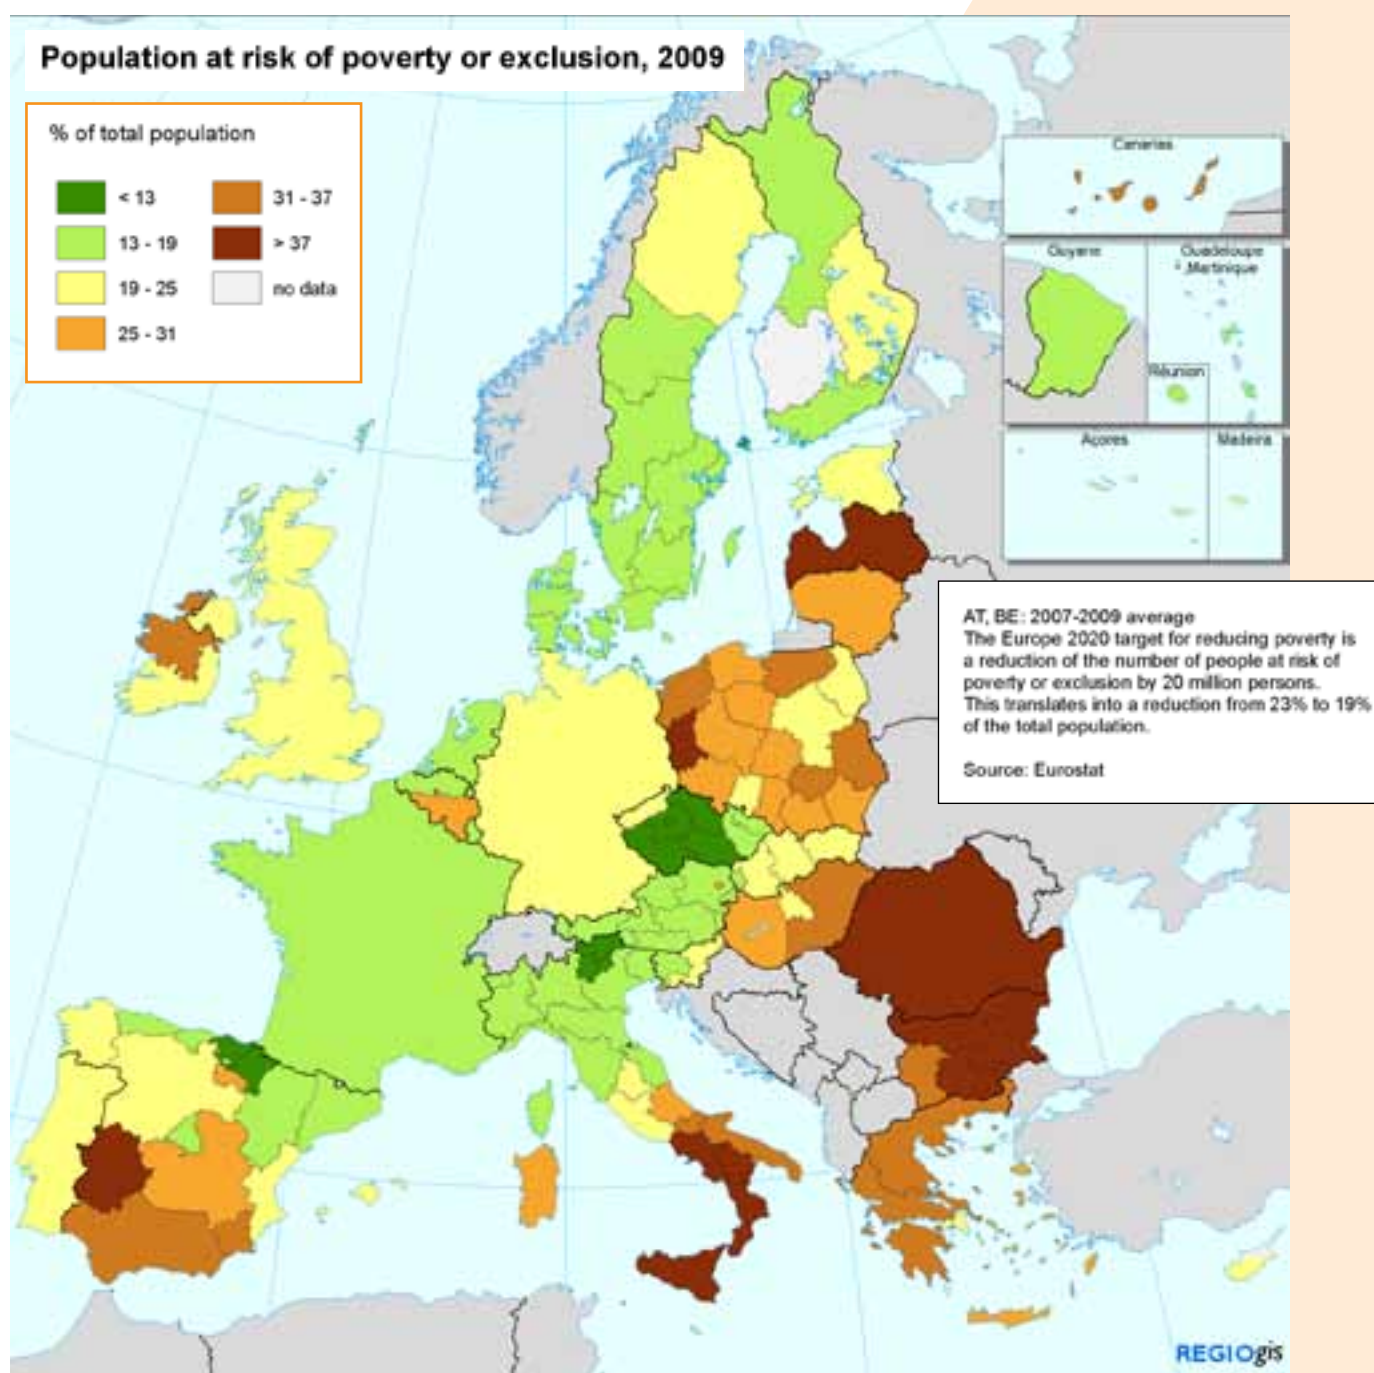 Population at risk of poverty or exclusion, 2009
% of total population
< 13
13 - 19
19 - 25
25 - 31
31 - 37
> 37
no data
Canarias
Guyane
Guadeloupe
Martinique
Réunion
Açores
Madeira
AT, BE: 2007-2009 average
The Europe 2020 target for reducing poverty is
a reduction of the number of people at risk of
poverty or exclusion by 20 million persons.
This translates into a reduction from 23% to 19%
of the total population.
Source: Eurostat
REGIOgis